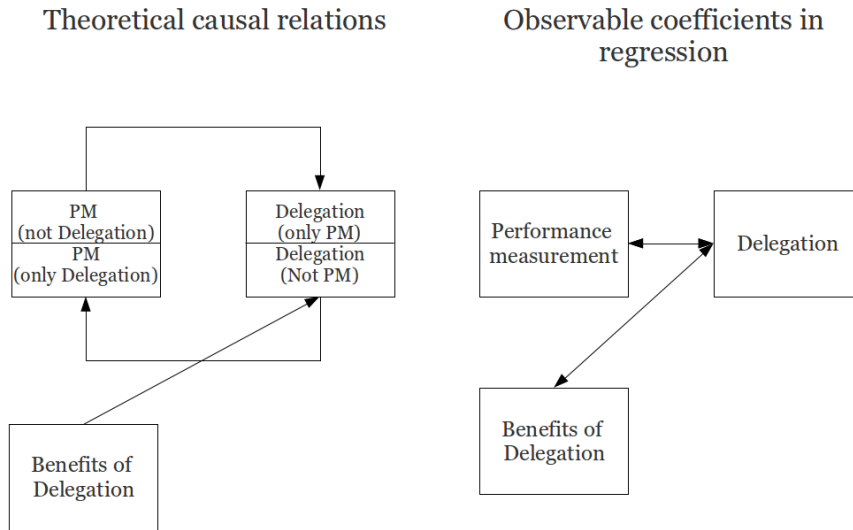 Theoretical causal relations
Observable coefficients in
regression
PM
(not Delegation)
PM
(only Delegation)
Delegation
(only PM)
Delegation
(Not PM)
Benefits of
Delegation
Performance
measurement
Delegation
Benefits of
Delegation